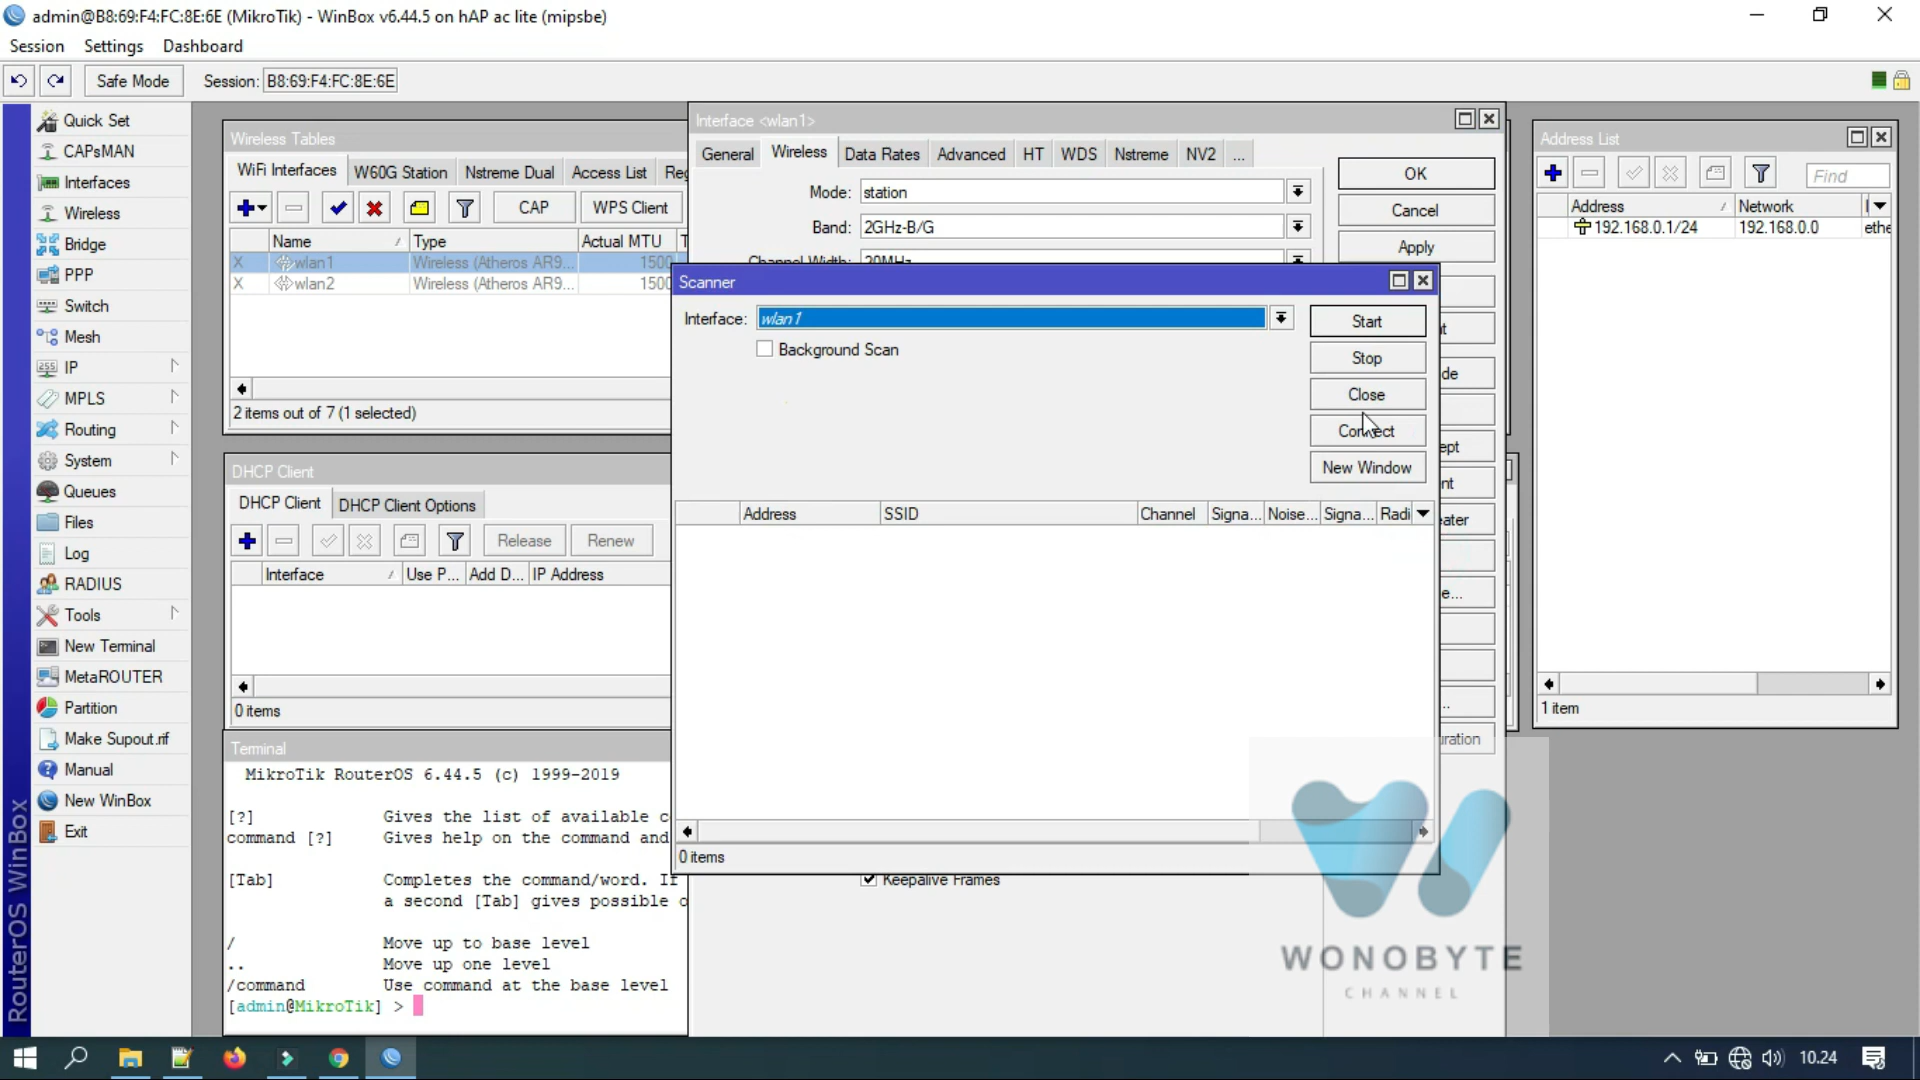 admin@B8:69:F4:FC:8E:6E (MikroTik) - WinBox v6.44.5 on hAP ac lite (mipsbe)
Session Settings Dashboard
Safe Mode Session: B8:69:F4:FC:8E:6E
RouterOS WinBox
Quick Set
CAPsMAN
Interfaces
Wireless
Bridge
PPP
Switch
Mesh
IP
MPLS
Routing
System
Queues
Files
Log
RADIUS
Tools
New Terminal
MetaROUTER
Partition
Make Supout.rif
Manual
New WinBox
Exit
Wireless Tables
WiFi Interfaces W60G Station Nstreme Dual Access List Reg
CAP WPS Client
Name Type Actual MTU T
X wlan1 Wireless (Atheros AR9... 1500
X wlan2 Wireless (Atheros AR9... 1500
2 items out of 7 (1 selected)
DHCP Client
DHCP Client DHCP Client Options
Release Renew
Interface Use P... Add D... IP Address
0 items
Terminal
MikroTik RouterOS 6.44.5 (c) 1999-2019
[?] Gives the list of available c
command [?] Gives help on the command and
[Tab] Completes the command/word. If
a second [Tab] gives possible o
/ Move up to base level
.. Move up one level
/command Use command at the base level
[admin@MikroTik] >
Interface <wlan1>
General Wireless Data Rates Advanced HT WDS Nstreme NV2 ...
Mode: station
Band: 2GHz-B/G
Channel Width: 20MHz
OK
Cancel
Apply
Keepalive Frames
Scanner
Interface: wlan1
Background Scan
Start
Stop
Close
Connect
New Window
Address SSID Channel Signa... Noise... Signa... Radi
0 items
Address List
Find
Address Network
192.168.0.1/24 192.168.0.0 ethe
1 item
WONOBYTE
CHANNEL
10.24